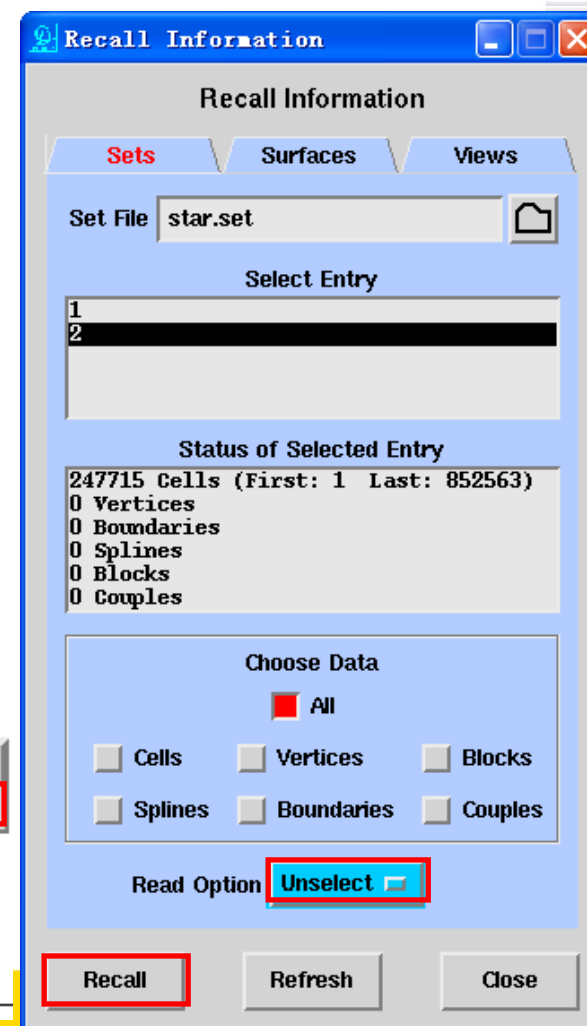 Recall Information
Recall Information
Sets Surfaces Views
Set File star.set
Select Entry
1
2
Status of Selected Entry
247715 Cells (First: 1 Last: 852563)
0 Vertices
0 Boundaries
0 Splines
0 Blocks
0 Couples
Choose Data
All
Cells Vertices Blocks
Splines Boundaries Couples
Read Option Unselect
Recall Refresh Close